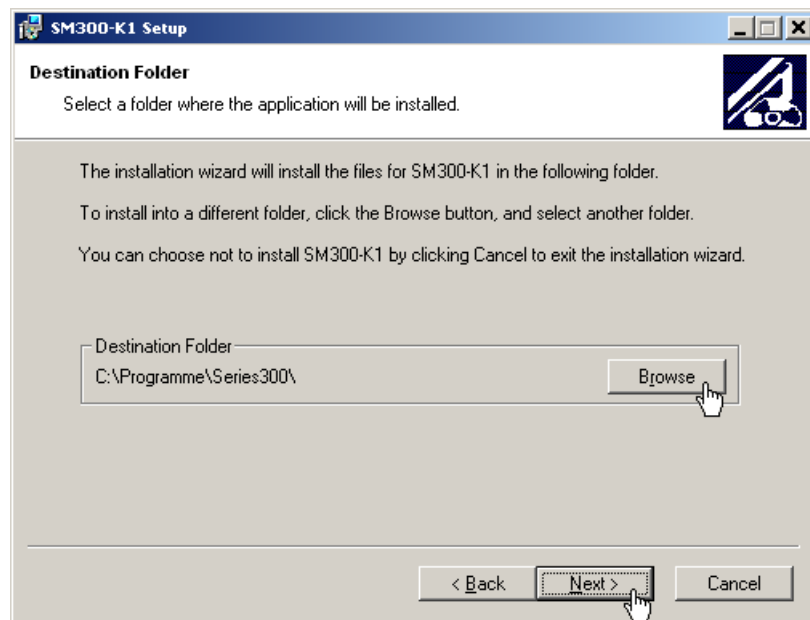 SM300-K1 Setup
Destination Folder
Select a folder where the application will be installed.
The installation wizard will install the files for SM300-K1 in the following folder.
To install into a different folder, click the Browse button, and select another folder.
You can choose not to install SM300-K1 by clicking Cancel to exit the installation wizard.
Destination Folder
C:\Programme\Series300\
Browse
< Back
Next >
Cancel